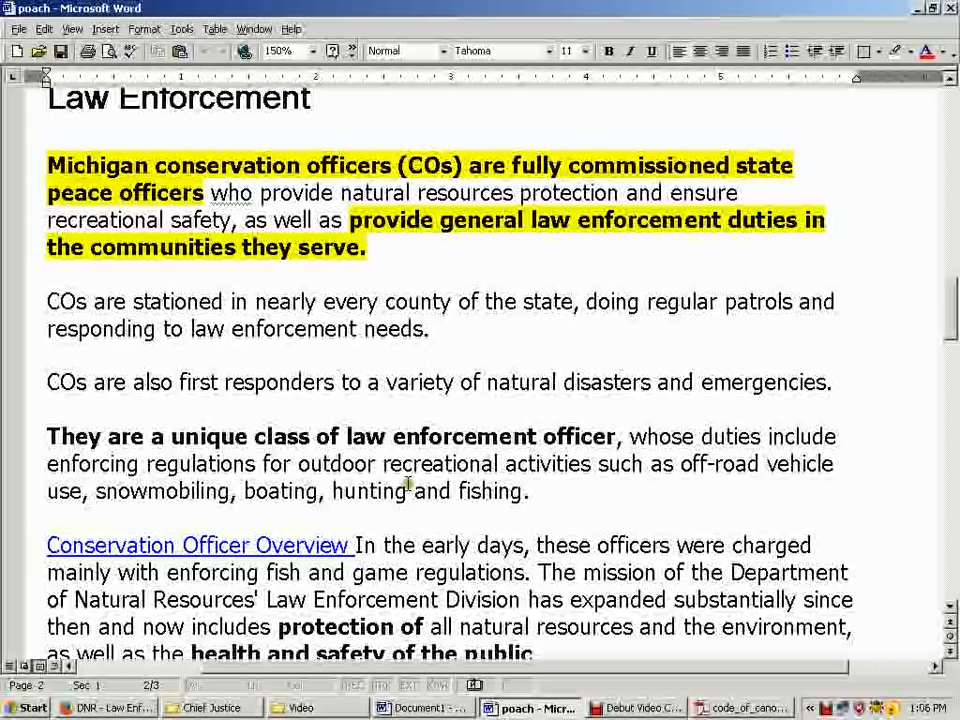 poach - Microsoft Word
File Edit View Insert Format Tools Table Window Help
150% Normal Tahoma 11 B I U A
1 2 3 4 5
Law Enforcement
Michigan conservation officers (COs) are fully commissioned state
peace officers who provide natural resources protection and ensure
recreational safety, as well as provide general law enforcement duties in
the communities they serve.
COs are stationed in nearly every county of the state, doing regular patrols and
responding to law enforcement needs.
COs are also first responders to a variety of natural disasters and emergencies.
They are a unique class of law enforcement officer, whose duties include
enforcing regulations for outdoor recreational activities such as off-road vehicle
use, snowmobiling, boating, hunting and fishing.
Conservation Officer Overview In the early days, these officers were charged
mainly with enforcing fish and game regulations. The mission of the Department
of Natural Resources' Law Enforcement Division has expanded substantially since
then and now includes protection of all natural resources and the environment,
as well as the health and safety of the public
Page 2 Sec 1 2/3 REC TRK EXT OVR
Start DNR - Law Enf... Chief Justice Video Document1 - ... poach - Micr... Debut Video C... code_of_cano... « 1:06 PM